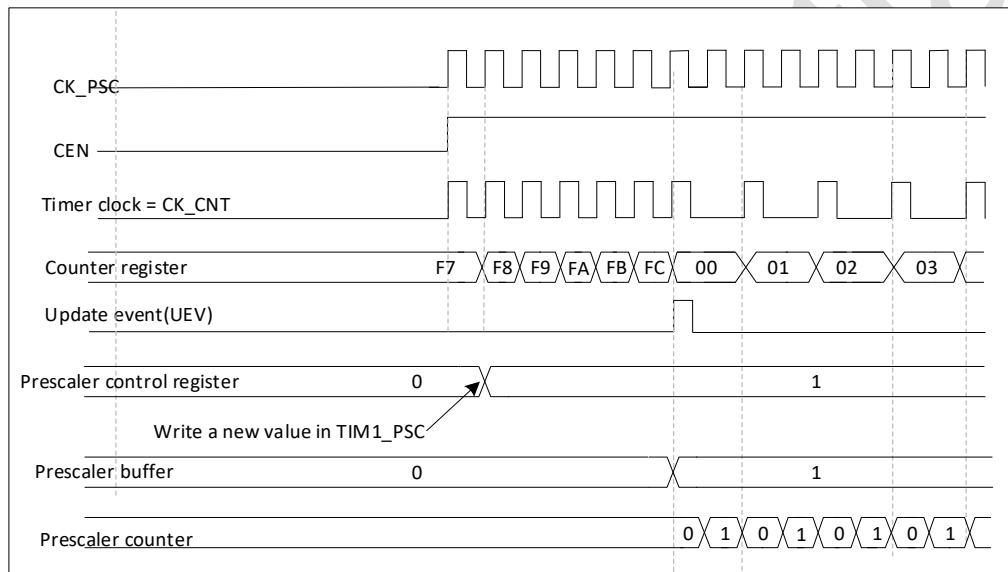 CK_PSC
CEN
Timer clock = CK_CNT
Counter register F7 F8 F9 FA FB FC 00 01 02 03
Update event(UEV)
Prescaler control register 0 1
Write a new value in TIM1_PSC
Prescaler buffer 0 1
Prescaler counter 0 1 0 1 0 1 0 1